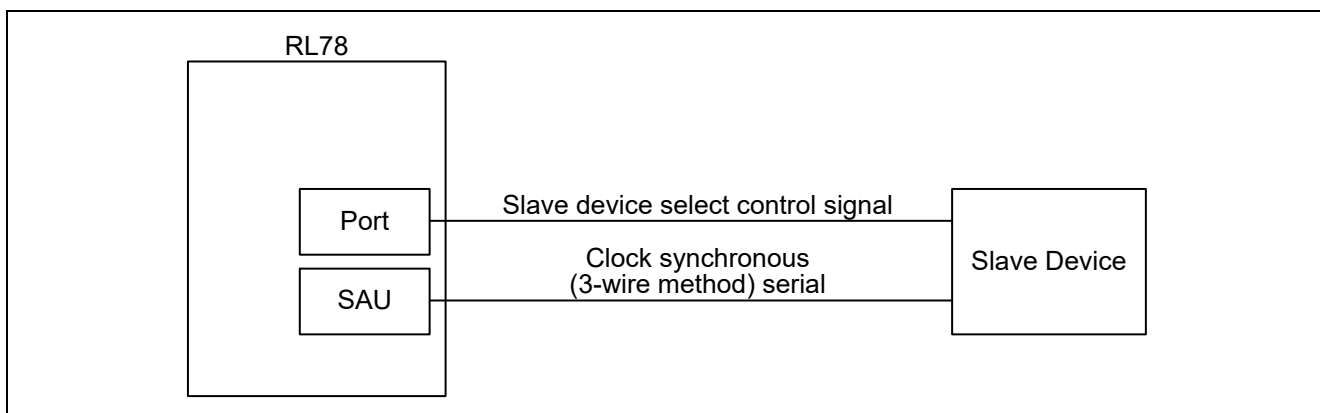 RL78
Port
Slave device select control signal
Clock synchronous
(3-wire method) serial
SAU
Slave Device